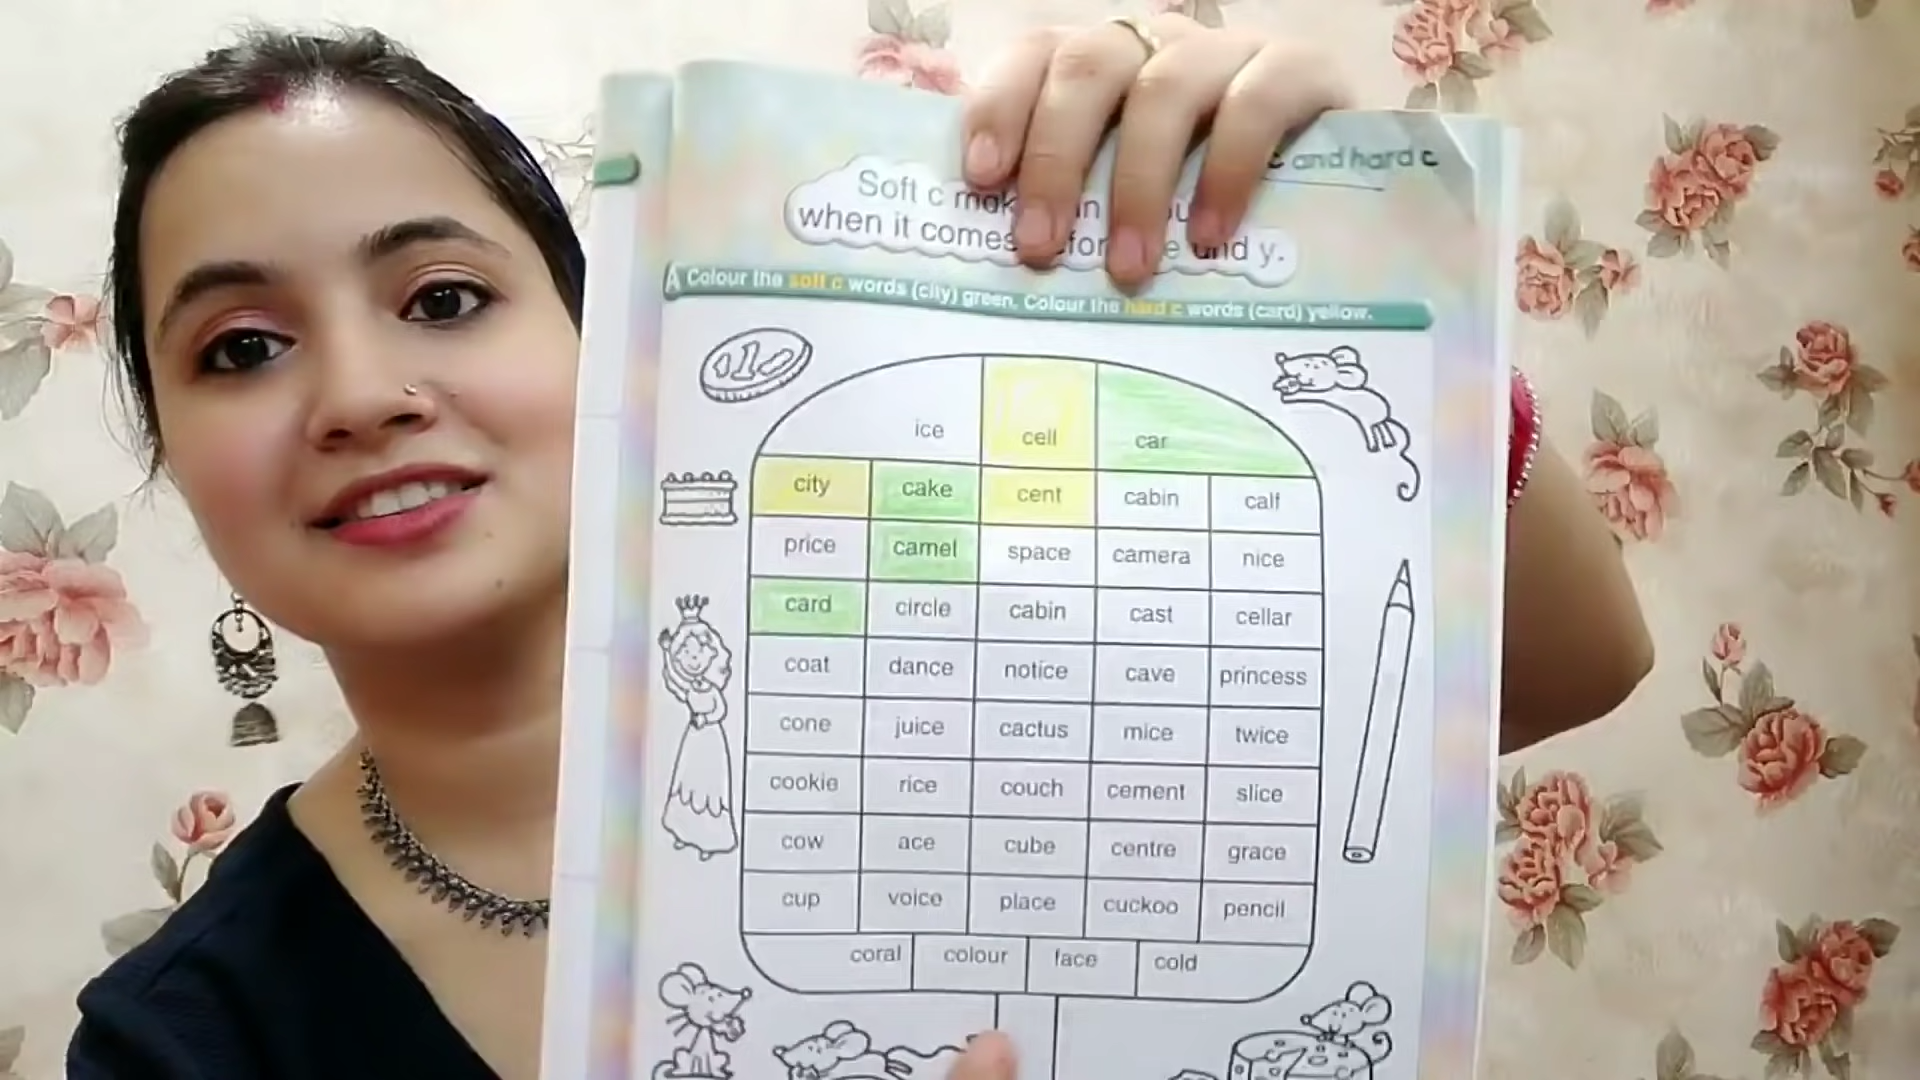 c and hard c
Soft c
when it comes e and y.
A Colour the soft c words (city) green. Colour the hard c words (card) yellow.
ice cell car
city cake cent cabin calf
price camel space camera nice
card circle cabin cast cellar
coat dance notice cave princess
cone juice cactus mice twice
cookie rice couch cement slice
cow ace cube centre grace
cup voice place cuckoo pencil
coral colour face cold